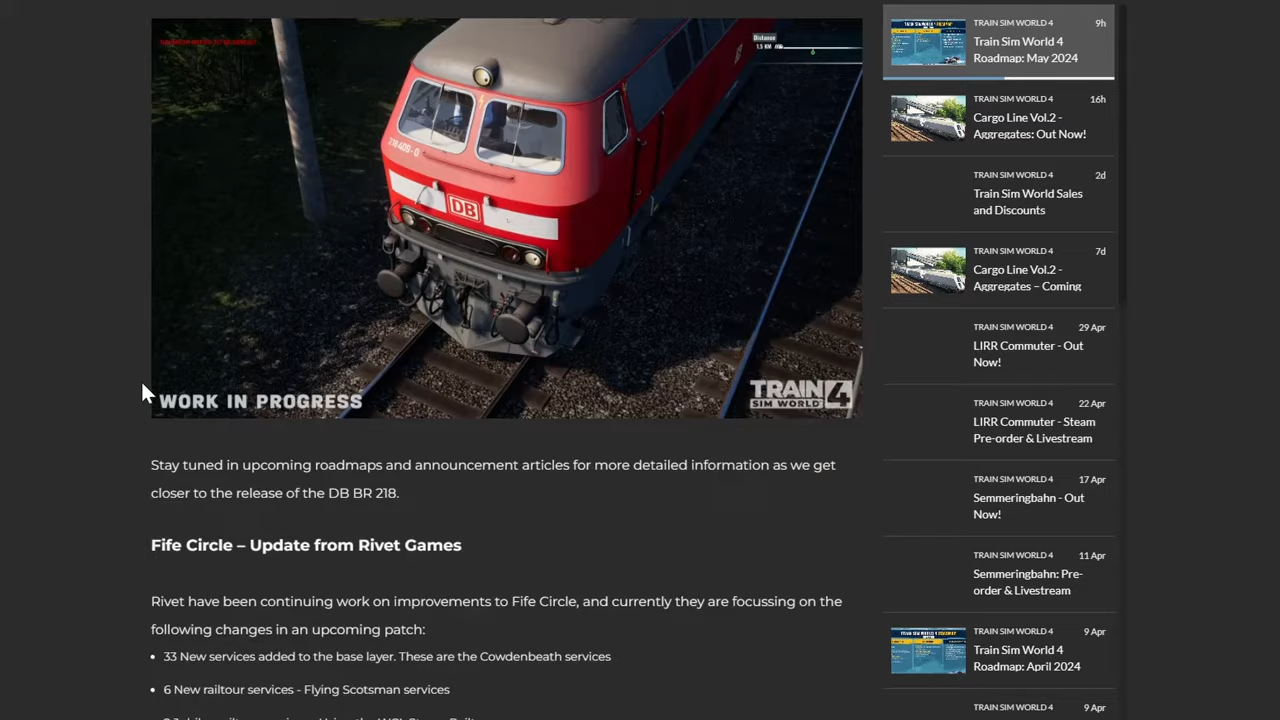 Distance
1.5 KM
218 409-0
DB
WORK IN PROGRESS
TRAIN
SIM WORLD 4
Stay tuned in upcoming roadmaps and announcement articles for more detailed information as we get
closer to the release of the DB BR 218.
Fife Circle – Update from Rivet Games
Rivet have been continuing work on improvements to Fife Circle, and currently they are focussing on the
following changes in an upcoming patch:
• 33 New services added to the base layer. These are the Cowdenbeath services
• 6 New railtour services - Flying Scotsman services
TRAIN SIM WORLD 4 9h
Train Sim World 4
Roadmap: May 2024
TRAIN SIM WORLD 4 16h
Cargo Line Vol.2 -
Aggregates: Out Now!
TRAIN SIM WORLD 4 2d
Train Sim World Sales
and Discounts
TRAIN SIM WORLD 4 7d
Cargo Line Vol.2 -
Aggregates – Coming
TRAIN SIM WORLD 4 29 Apr
LIRR Commuter - Out
Now!
TRAIN SIM WORLD 4 22 Apr
LIRR Commuter - Steam
Pre-order & Livestream
TRAIN SIM WORLD 4 17 Apr
Semmeringbahn - Out
Now!
TRAIN SIM WORLD 4 11 Apr
Semmeringbahn: Pre-
order & Livestream
TRAIN SIM WORLD 4 9 Apr
Train Sim World 4
Roadmap: April 2024
TRAIN SIM WORLD 4 9 Apr